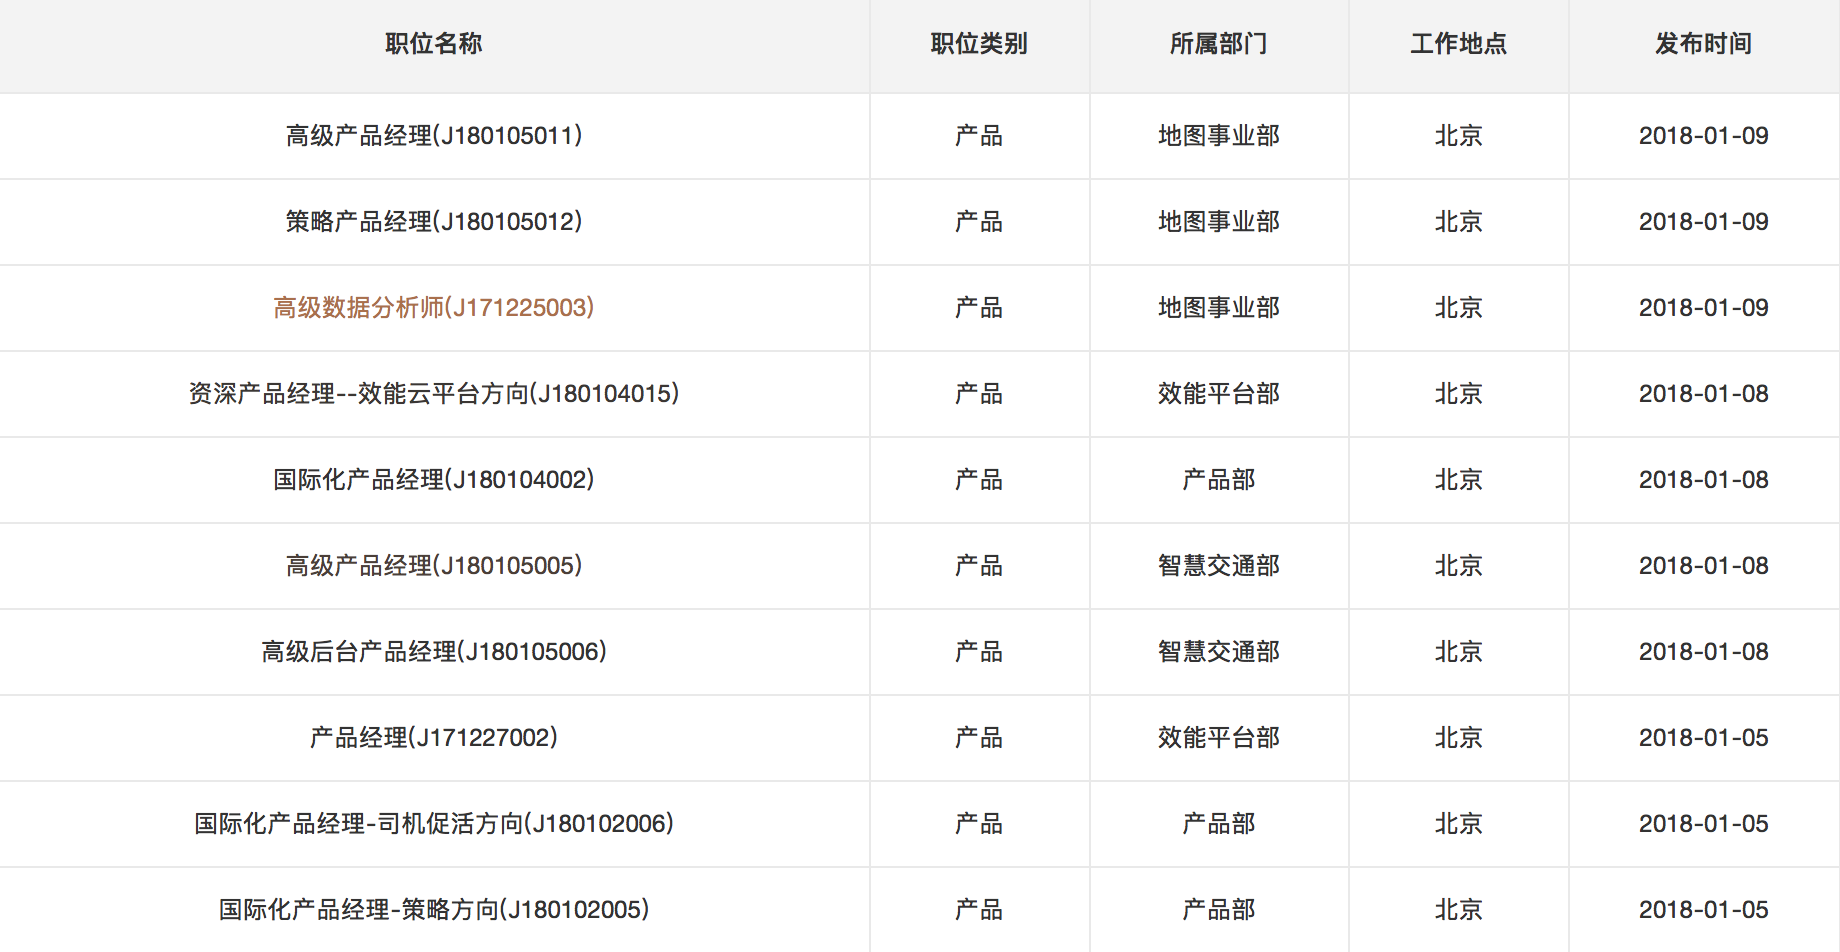 职位名称 职位类别 所属部门 工作地点 发布时间
高级产品经理(J180105011) 产品 地图事业部 北京 2018-01-09
策略产品经理(J180105012) 产品 地图事业部 北京 2018-01-09
高级数据分析师(J171225003) 产品 地图事业部 北京 2018-01-09
资深产品经理--效能云平台方向(J180104015) 产品 效能平台部 北京 2018-01-08
国际化产品经理(J180104002) 产品 产品部 北京 2018-01-08
高级产品经理(J180105005) 产品 智慧交通部 北京 2018-01-08
高级后台产品经理(J180105006) 产品 智慧交通部 北京 2018-01-08
产品经理(J171227002) 产品 效能平台部 北京 2018-01-05
国际化产品经理-司机促活方向(J180102006) 产品 产品部 北京 2018-01-05
国际化产品经理-策略方向(J180102005) 产品 产品部 北京 2018-01-05